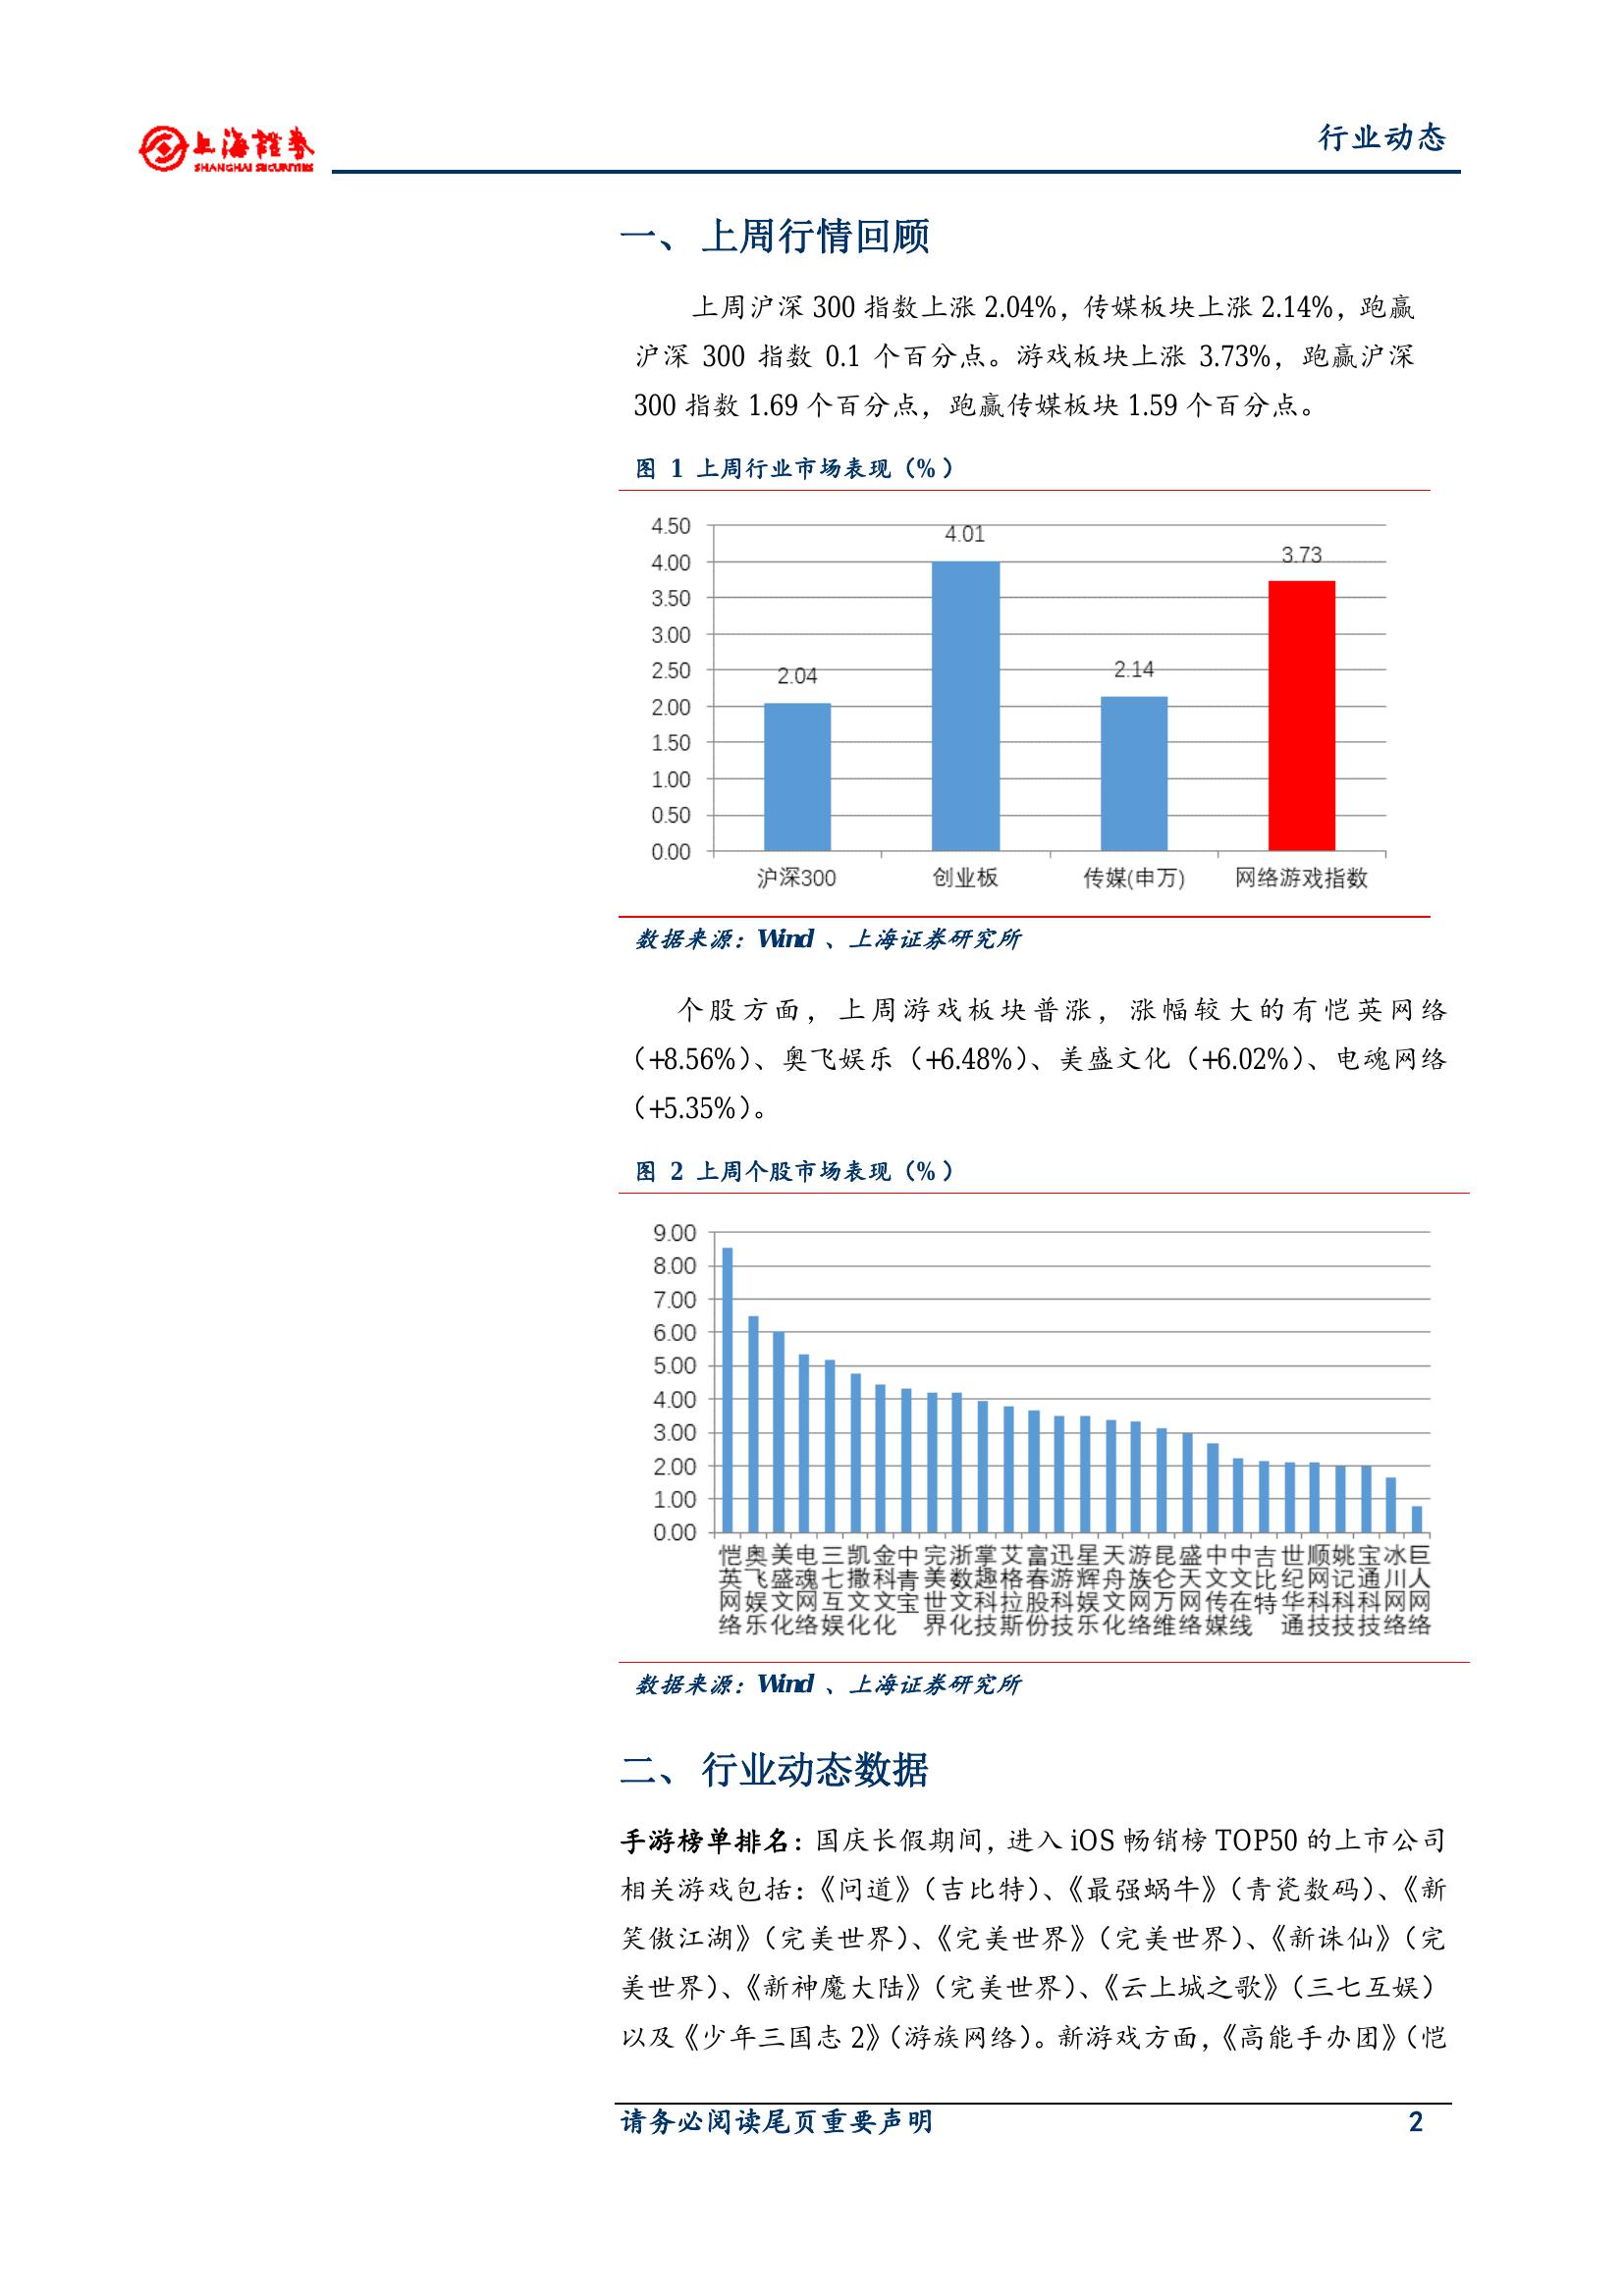 上海證券
SHANGHAI SECURITIES
行业动态
一、 上周行情回顾
上周沪深 300 指数上涨 2.04%，传媒板块上涨 2.14%，跑赢
沪深 300 指数 0.1 个百分点。游戏板块上涨 3.73%，跑赢沪深
300 指数 1.69 个百分点，跑赢传媒板块 1.59 个百分点。
图 1 上周行业市场表现（%）
4.50
4.00
3.50
3.00
2.50
2.00
1.50
1.00
0.50
0.00
2.04
4.01
2.14
3.73
沪深300 创业板 传媒(申万) 网络游戏指数
数据来源：Wind 、上海证券研究所
个股方面，上周游戏板块普涨，涨幅较大的有恺英网络
（+8.56%）、奥飞娱乐（+6.48%）、美盛文化（+6.02%）、电魂网络
（+5.35%）。
图 2 上周个股市场表现（%）
9.00
8.00
7.00
6.00
5.00
4.00
3.00
2.00
1.00
0.00
恺英网络
奥飞娱乐
美盛文化
电魂网络
三七互娱
凯撒文化
金科文化
中青宝
完美世界
浙数文化
掌趣科技
艾格拉斯
富春股份
迅游科技
星辉娱乐
天舟文化
游族网络
昆仑万维
盛天网络
中文传媒
中文在线
吉比特
世纪华通
顺网科技
姚记科技
宝通科技
冰川网络
巨人网络
数据来源：Wind 、上海证券研究所
二、 行业动态数据
手游榜单排名：国庆长假期间，进入 iOS 畅销榜 TOP50 的上市公司
相关游戏包括：《问道》（吉比特）、《最强蜗牛》（青瓷数码）、《新
笑傲江湖》（完美世界）、《完美世界》（完美世界）、《新诛仙》（完
美世界）、《新神魔大陆》（完美世界）、《云上城之歌》（三七互娱）
以及《少年三国志 2》（游族网络）。新游戏方面，《高能手办团》（恺
请务必阅读尾页重要声明 2